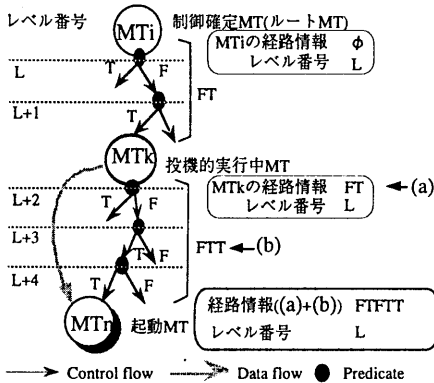 レベル番号
MTi
制御確定MT(ルートMT)
MTiの経路情報 φ
レベル番号 L
L
T F
FT
L+1
T
MTk
投機的実行中MT
MTkの経路情報 FT
(a)
レベル番号 L
L+2
T F
L+3
FTT
(b)
T F
L+4
T F
MTn
起動MT
経路情報((a)+(b)) FTFTT
レベル番号 L
Control flow
Data flow
Predicate